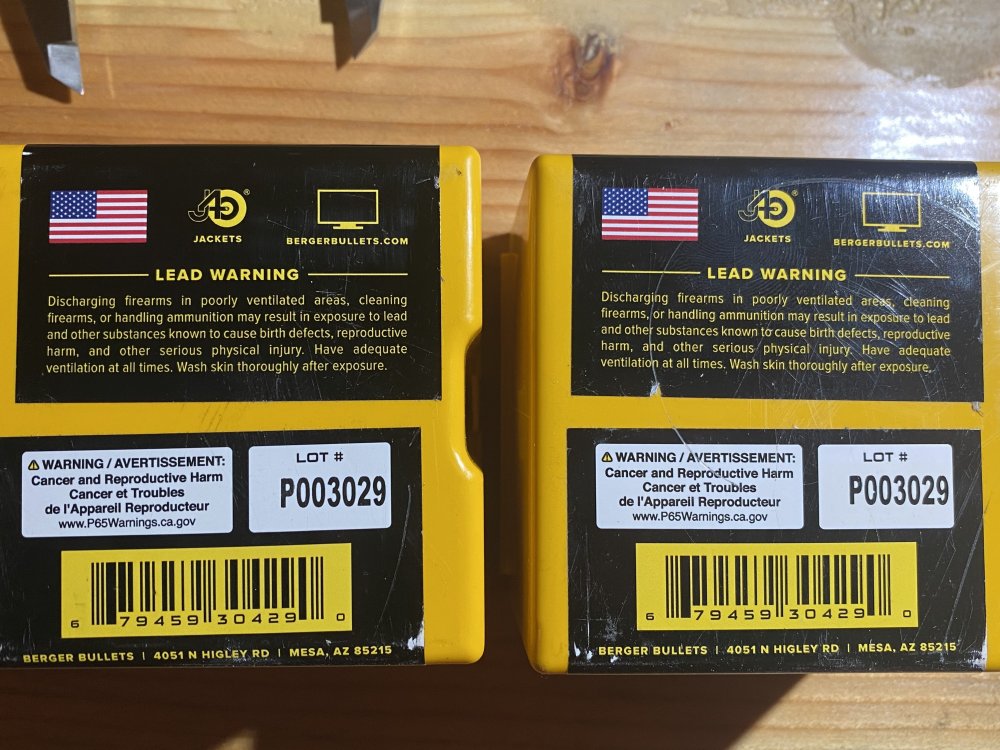 J4
®
JACKETS
BERGERBULLETS.COM
LEAD WARNING
Discharging firearms in poorly ventilated areas, cleaning
firearms, or handling ammunition may result in exposure to lead
and other substances known to cause birth defects, reproductive
harm, and other serious physical injury. Have adequate
ventilation at all times. Wash skin thoroughly after exposure.
WARNING / AVERTISSEMENT:
Cancer and Reproductive Harm
Cancer et Troubles
de l'Appareil Reproducteur
www.P65Warnings.ca.gov
LOT #
P003029
6 79459 30429 0
BERGER BULLETS | 4051 N HIGLEY RD | MESA, AZ 85215
J4
®
JACKETS
BERGERBULLETS.COM
LEAD WARNING
Discharging firearms in poorly ventilated areas, cleaning
firearms, or handling ammunition may result in exposure to lead
and other substances known to cause birth defects, reproductive
harm, and other serious physical injury. Have adequate
ventilation at all times. Wash skin thoroughly after exposure.
WARNING / AVERTISSEMENT:
Cancer and Reproductive Harm
Cancer et Troubles
de l'Appareil Reproducteur
www.P65Warnings.ca.gov
LOT #
P003029
6 79459 30429 0
BERGER BULLETS | 4051 N HIGLEY RD | MESA, AZ 85215